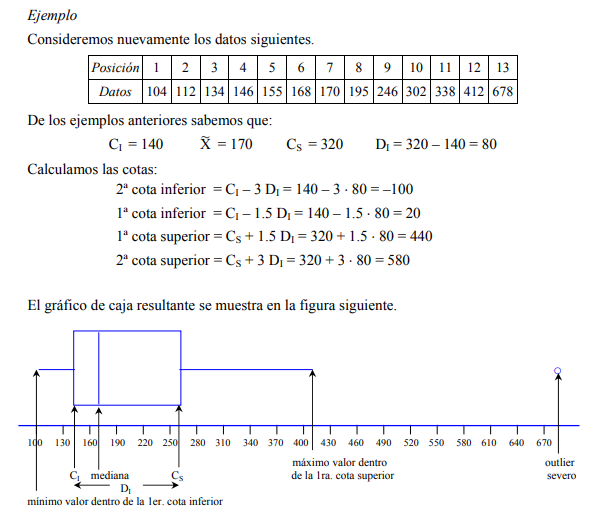 Ejemplo
Consideremos nuevamente los datos siguientes.
Posición 1 2 3 4 5 6 7 8 9 10 11 12 13
Datos 104 112 134 146 155 168 170 195 246 302 338 412 678
De los ejemplos anteriores sabemos que:
C_I = 140 X̃ = 170 C_S = 320 D_I = 320 – 140 = 80
Calculamos las cotas:
2ª cota inferior = C_I – 3 D_I = 140 – 3 · 80 = –100
1ª cota inferior = C_I – 1.5 D_I = 140 – 1.5 · 80 = 20
1ª cota superior = C_S + 1.5 D_I = 320 + 1.5 · 80 = 440
2ª cota superior = C_S + 3 D_I = 320 + 3 · 80 = 580
El gráfico de caja resultante se muestra en la figura siguiente.
100 130 160 190 220 250 280 310 340 370 400 430 460 490 520 550 580 610 640 670
C_I mediana C_S
D_I
máximo valor dentro
de la 1ra. cota superior
outlier
severo
mínimo valor dentro de la 1er. cota inferior